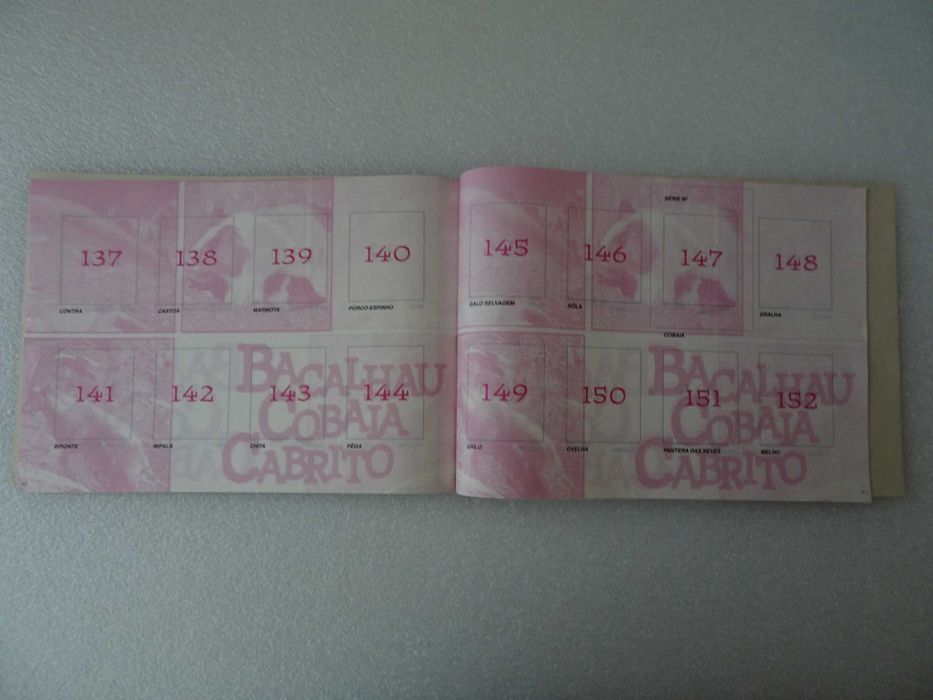 137 138 139 140
LONTRA CASTOR MARMOTA PORCO-ESPINHO
141 142 143 144
BISONTE IMPALA CHITA PÊGA
BACALHAU
COBAIA
CABRITO
SÉRIE Nº
145 146 147 148
GALO SELVAGEM RÔLA COBAIA GRALHA
149 150 151 152
GRILO OVELHA PANTERA DAS NEVES MELRO
BACALHAU
COBAIA
CABRITO